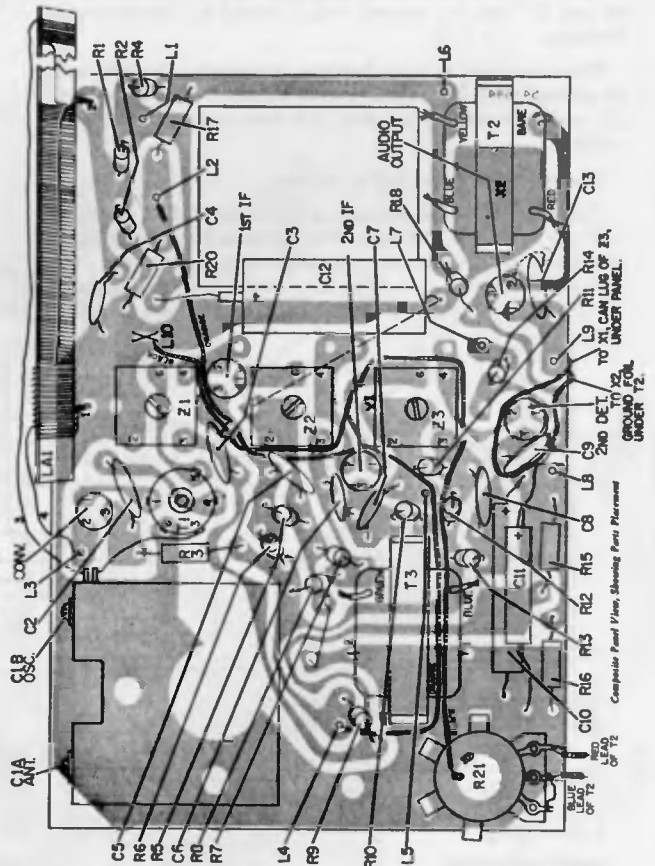 R1
R2
R4
L1
R17
L2
C4
R20
1ST IF
C3
2ND IF
C7
L7
R18
AUDIO OUTPUT
L6
C13
R14
R11
L9
TO X1, CAN LUG OF Z3, UNDER PANEL.
TO X2, GROUND FOIL UNDER T2.
2ND DET.
C9
L8
C8
R15
R12
R13
R16
C10
C11
Composite Panel View, Showing Parts Placement
RED LEAD OF T2
BLUE LEAD OF T2
R21
L5
R10
R9
L4
R7
R8
C6
R5
R6
C5
C1A ANT.
C1B OSC.
C2
L3
CONV.
LA1
L10
BLACK
C12
Z1
Z2
X1
Z3
T3
T2
X2
YELLOW
BLUE
BARE
RED